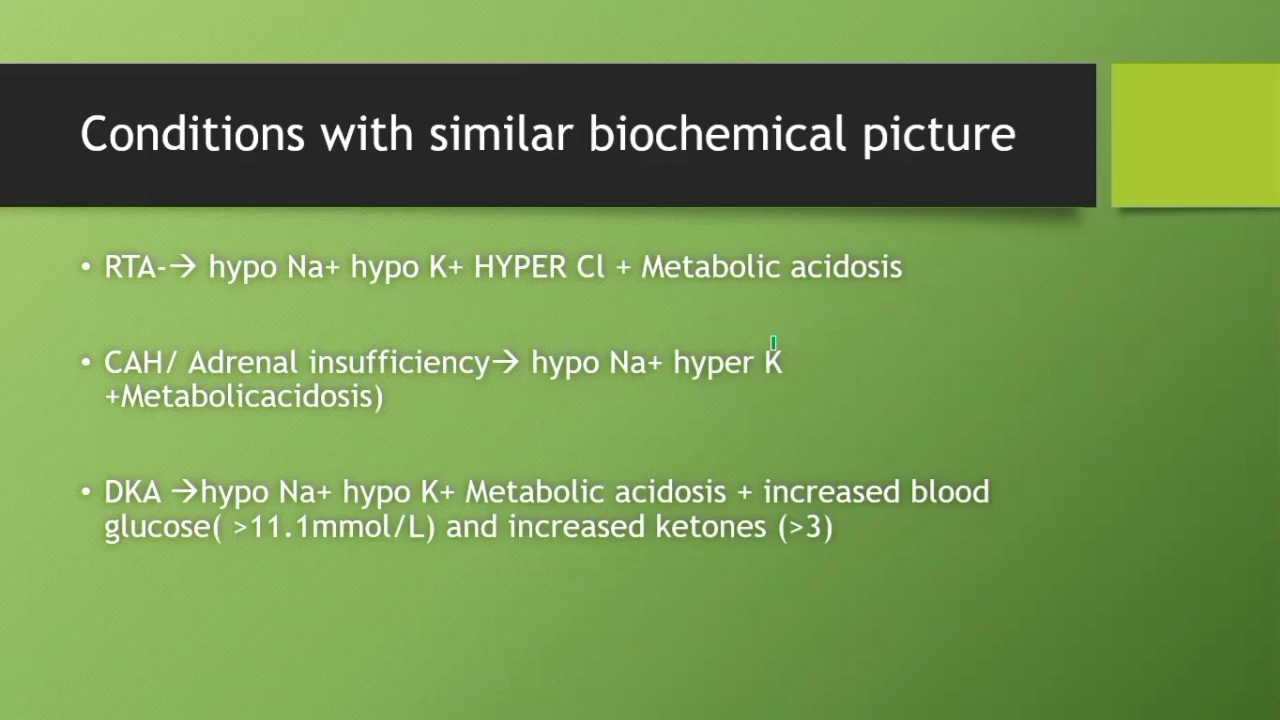 Conditions with similar biochemical picture
• RTA-→ hypo Na+ hypo K+ HYPER Cl + Metabolic acidosis
• CAH/ Adrenal insufficiency→ hypo Na+ hyper K
+Metabolicacidosis)
• DKA →hypo Na+ hypo K+ Metabolic acidosis + increased blood
glucose( >11.1mmol/L) and increased ketones (>3)